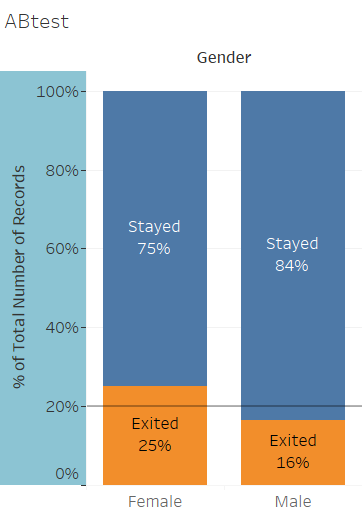 ABtest
Gender
% of Total Number of Records
100%
80%
60%
40%
20%
0%
Stayed
75%
Exited
25%
Stayed
84%
Exited
16%
Female
Male